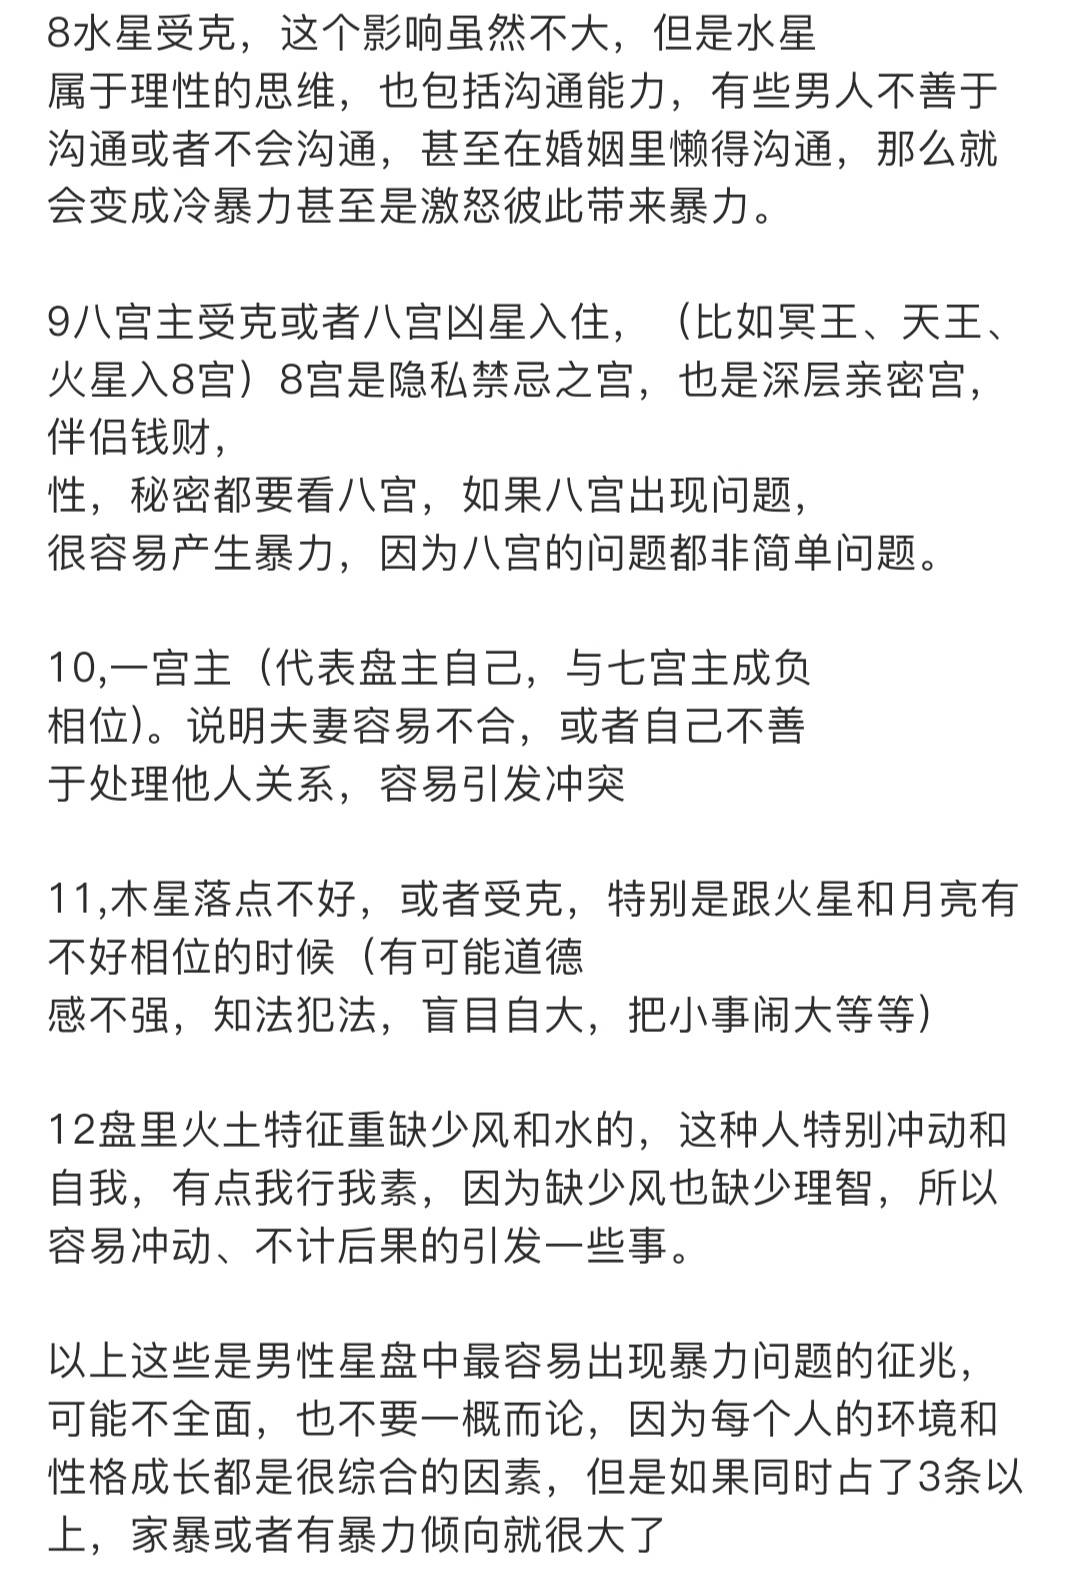 8水星受克，这个影响虽然不大，但是水星
属于理性的思维，也包括沟通能力，有些男人不善于
沟通或者不会沟通，甚至在婚姻里懒得沟通，那么就
会变成冷暴力甚至是激怒彼此带来暴力。
9八宫主受克或者八宫凶星入住，（比如冥王、天王、
火星入8宫）8宫是隐私禁忌之宫，也是深层亲密宫，
伴侣钱财，
性，秘密都要看八宫，如果八宫出现问题，
很容易产生暴力，因为八宫的问题都非简单问题。
10,一宫主（代表盘主自己，与七宫主成负
相位）。说明夫妻容易不合，或者自己不善
于处理他人关系，容易引发冲突
11,木星落点不好，或者受克，特别是跟火星和月亮有
不好相位的时候（有可能道德
感不强，知法犯法，盲目自大，把小事闹大等等）
12盘里火土特征重缺少风和水的，这种人特别冲动和
自我，有点我行我素，因为缺少风也缺少理智，所以
容易冲动、不计后果的引发一些事。
以上这些是男性星盘中最容易出现暴力问题的征兆，
可能不全面，也不要一概而论，因为每个人的环境和
性格成长都是很综合的因素，但是如果同时占了3条以
上，家暴或者有暴力倾向就很大了